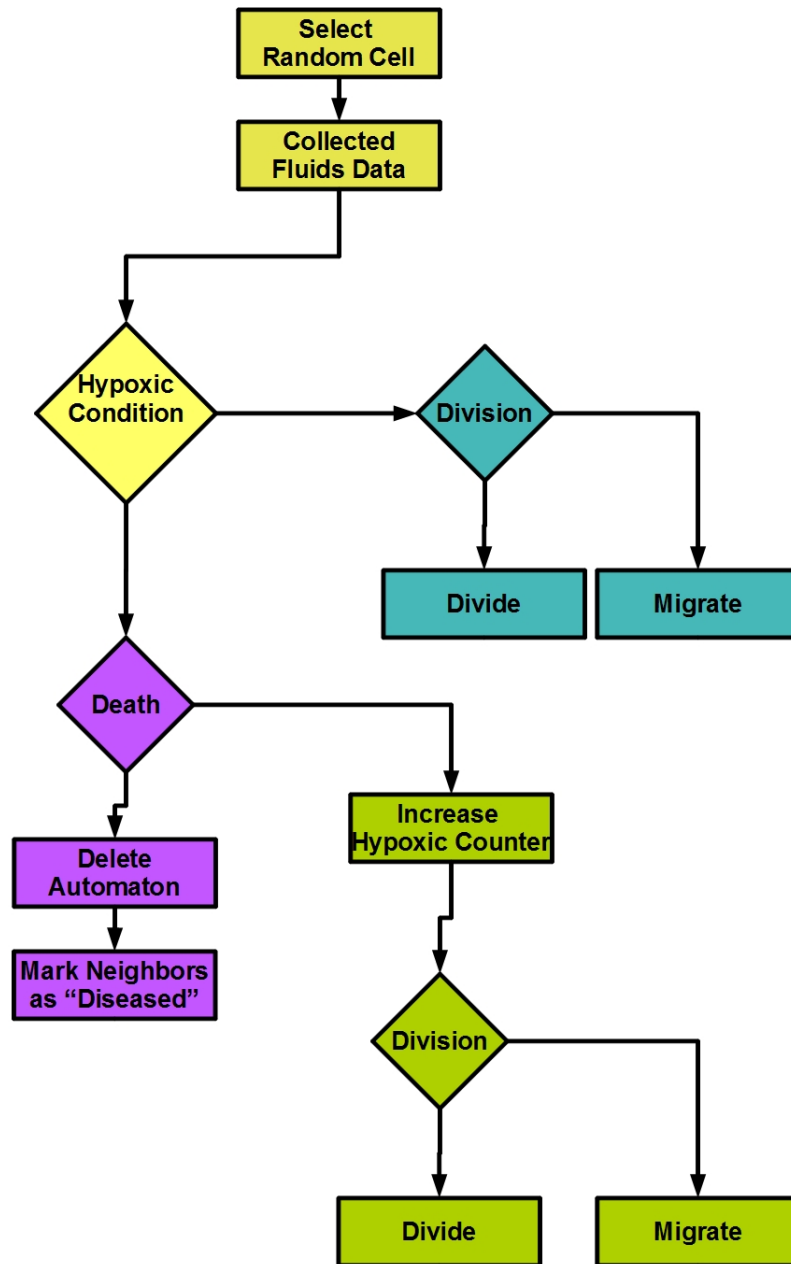 Select
Random Cell
Collected
Fluids Data
Hypoxic
Condition
Division
Divide
Migrate
Death
Increase
Hypoxic Counter
Delete
Automaton
Mark Neighbors
as “Diseased”
Division
Divide
Migrate